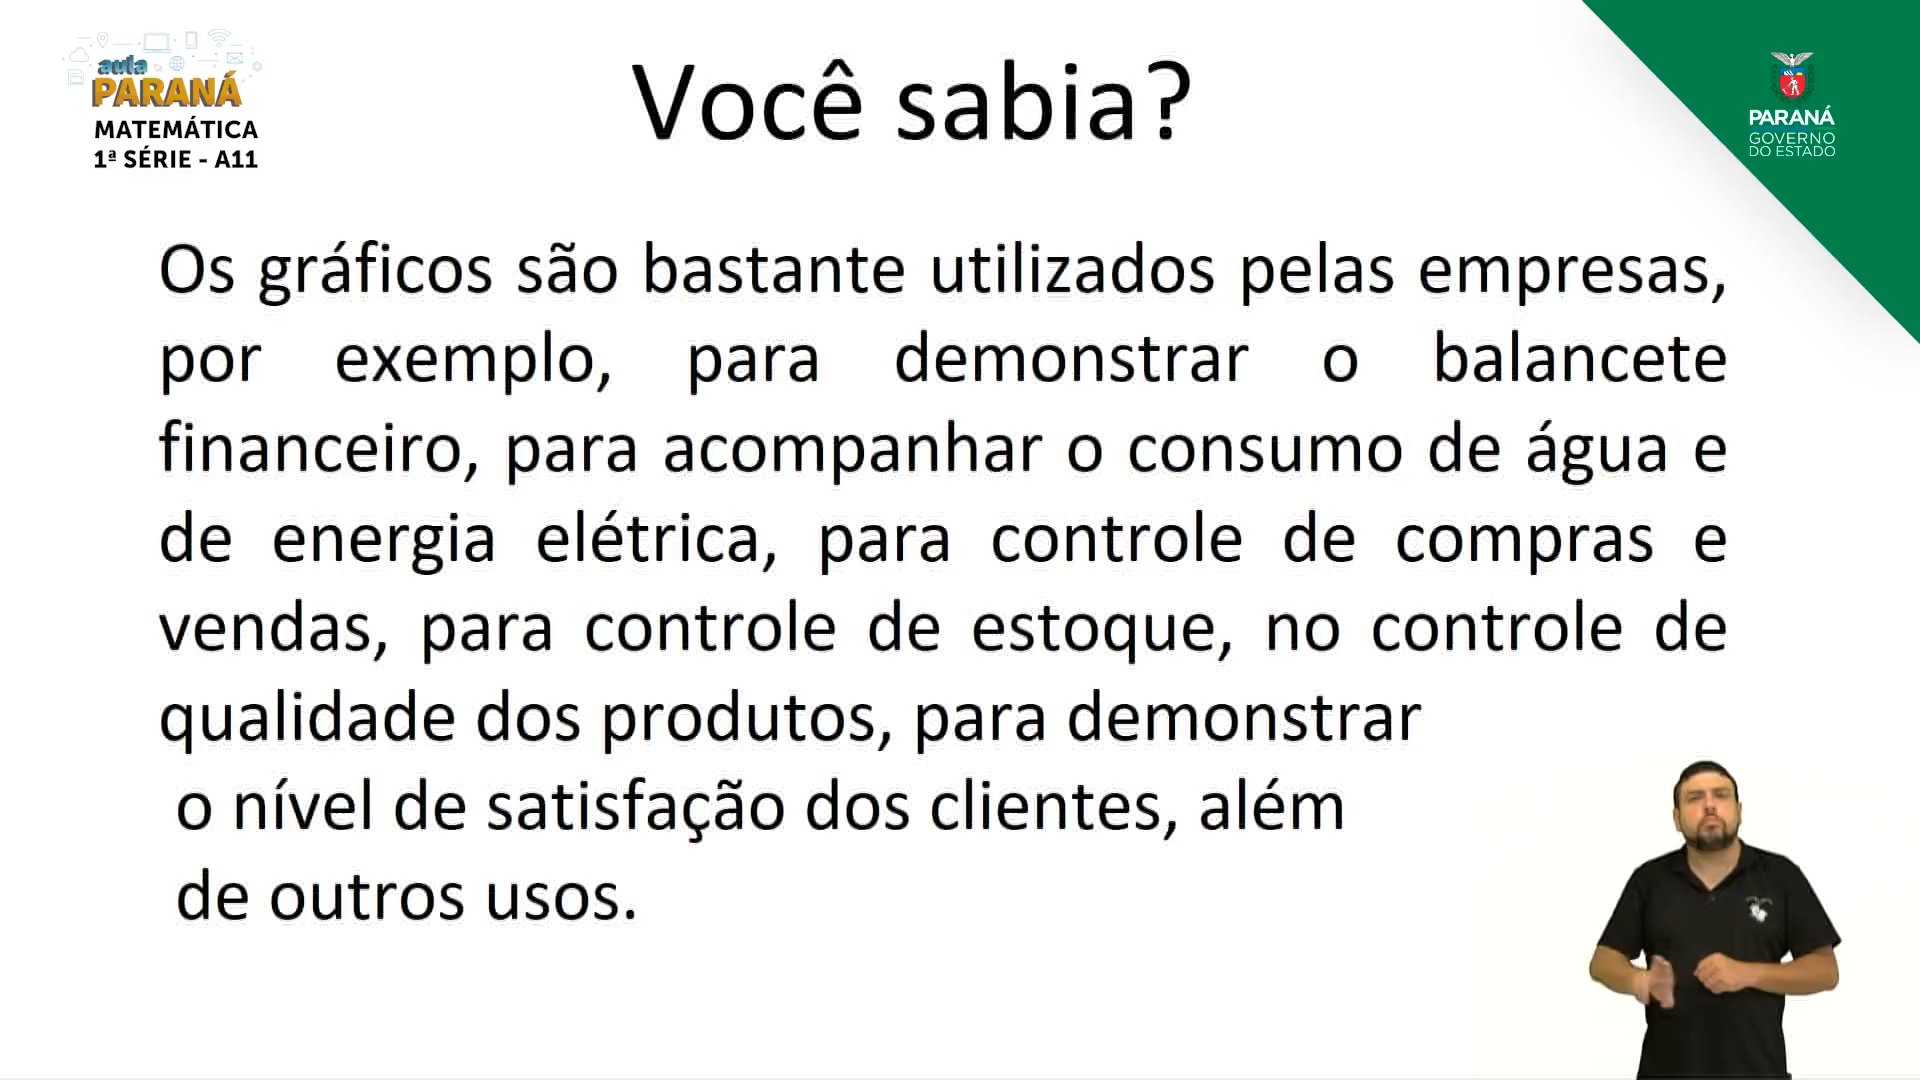 aula
PARANÁ
MATEMÁTICA
1ª SÉRIE - A11
Você sabia?
PARANÁ
GOVERNO
DO ESTADO
Os gráficos são bastante utilizados pelas empresas,
por exemplo, para demonstrar o balancete
financeiro, para acompanhar o consumo de água e
de energia elétrica, para controle de compras e
vendas, para controle de estoque, no controle de
qualidade dos produtos, para demonstrar
o nível de satisfação dos clientes, além
de outros usos.